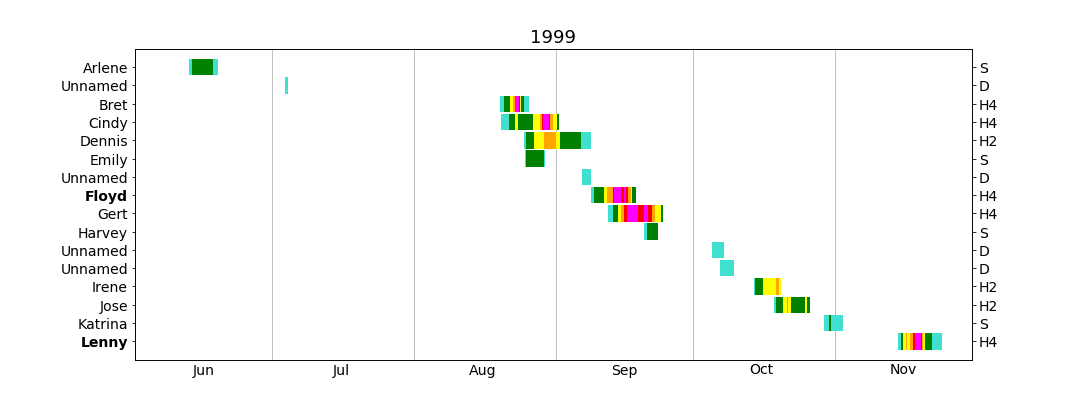 1999
Arlene S
Unnamed D
Bret H4
Cindy H4
Dennis H2
Emily S
Unnamed D
Floyd H4
Gert H4
Harvey S
Unnamed D
Unnamed D
Irene H2
Jose H2
Katrina S
Lenny H4
Jun Jul Aug Sep Oct Nov